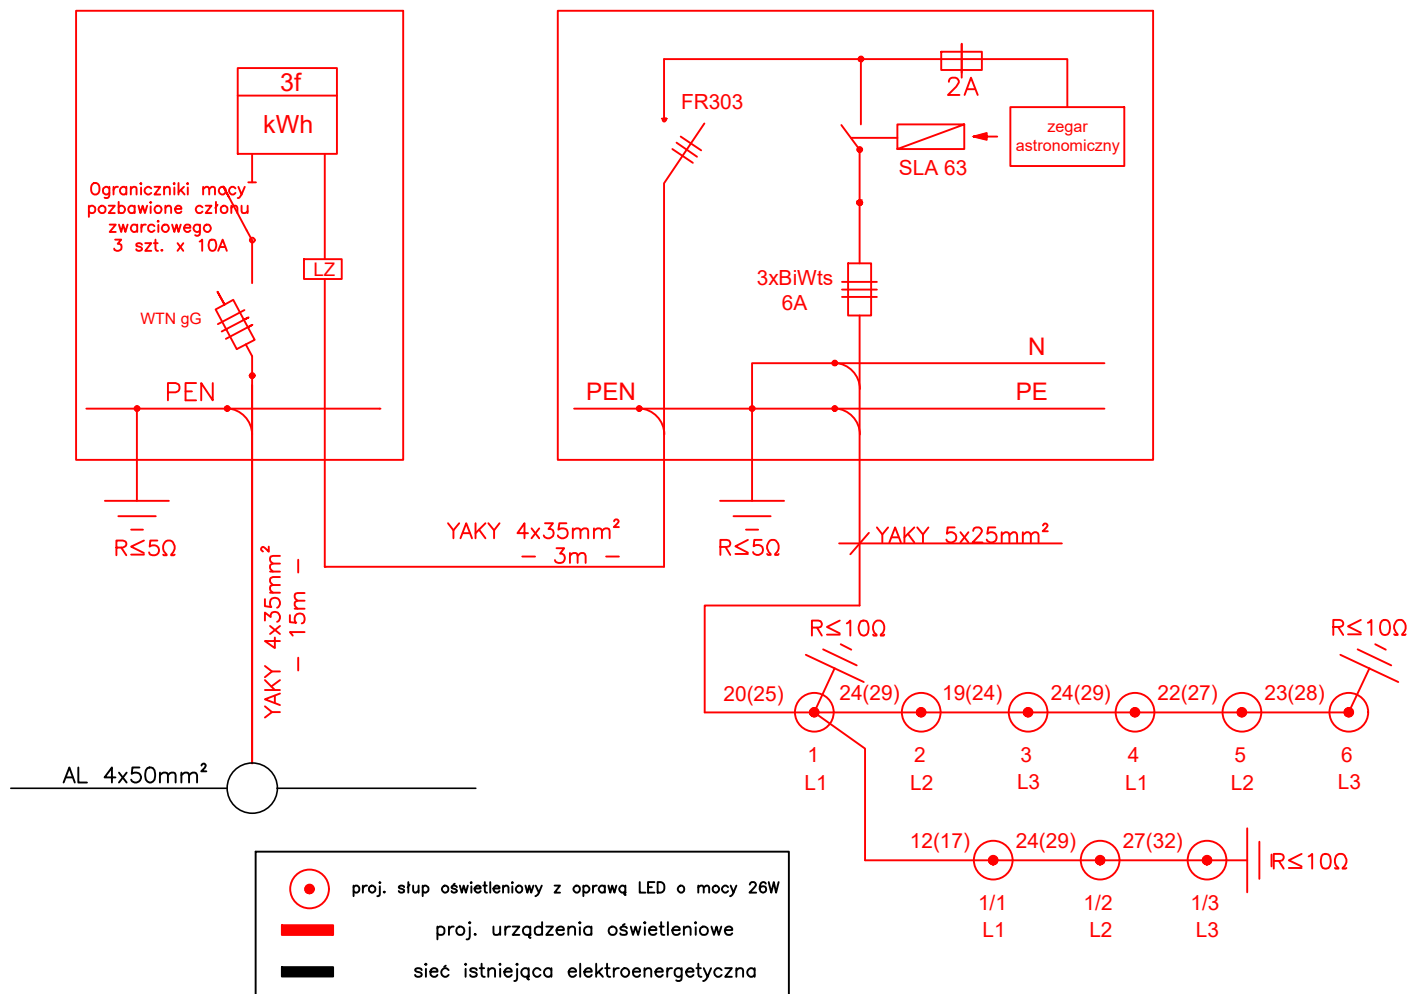 3f
kWh
Ograniczniki mocy
pozbawione członu
zwarciowego
3 szt. x 10A
LZ
WTN gG
PEN
R≤5Ω
YAKY 4x35mm²
- 15m -
AL 4x50mm²
YAKY 4x35mm²
- 3m -
FR303
2A
zegar
astronomiczny
SLA 63
3xBiWts
6A
N
PEN
PE
R≤5Ω
YAKY 5x25mm²
R≤10Ω
R≤10Ω
20(25)
24(29)
19(24)
24(29)
22(27)
23(28)
1
2
3
4
5
6
L1
L2
L3
L1
L2
L3
12(17)
24(29)
27(32)
R≤10Ω
1/1
1/2
1/3
L1
L2
L3
proj. słup oświetleniowy z oprawą LED o mocy 26W
proj. urządzenia oświetleniowe
sieć istniejąca elektroenergetyczna